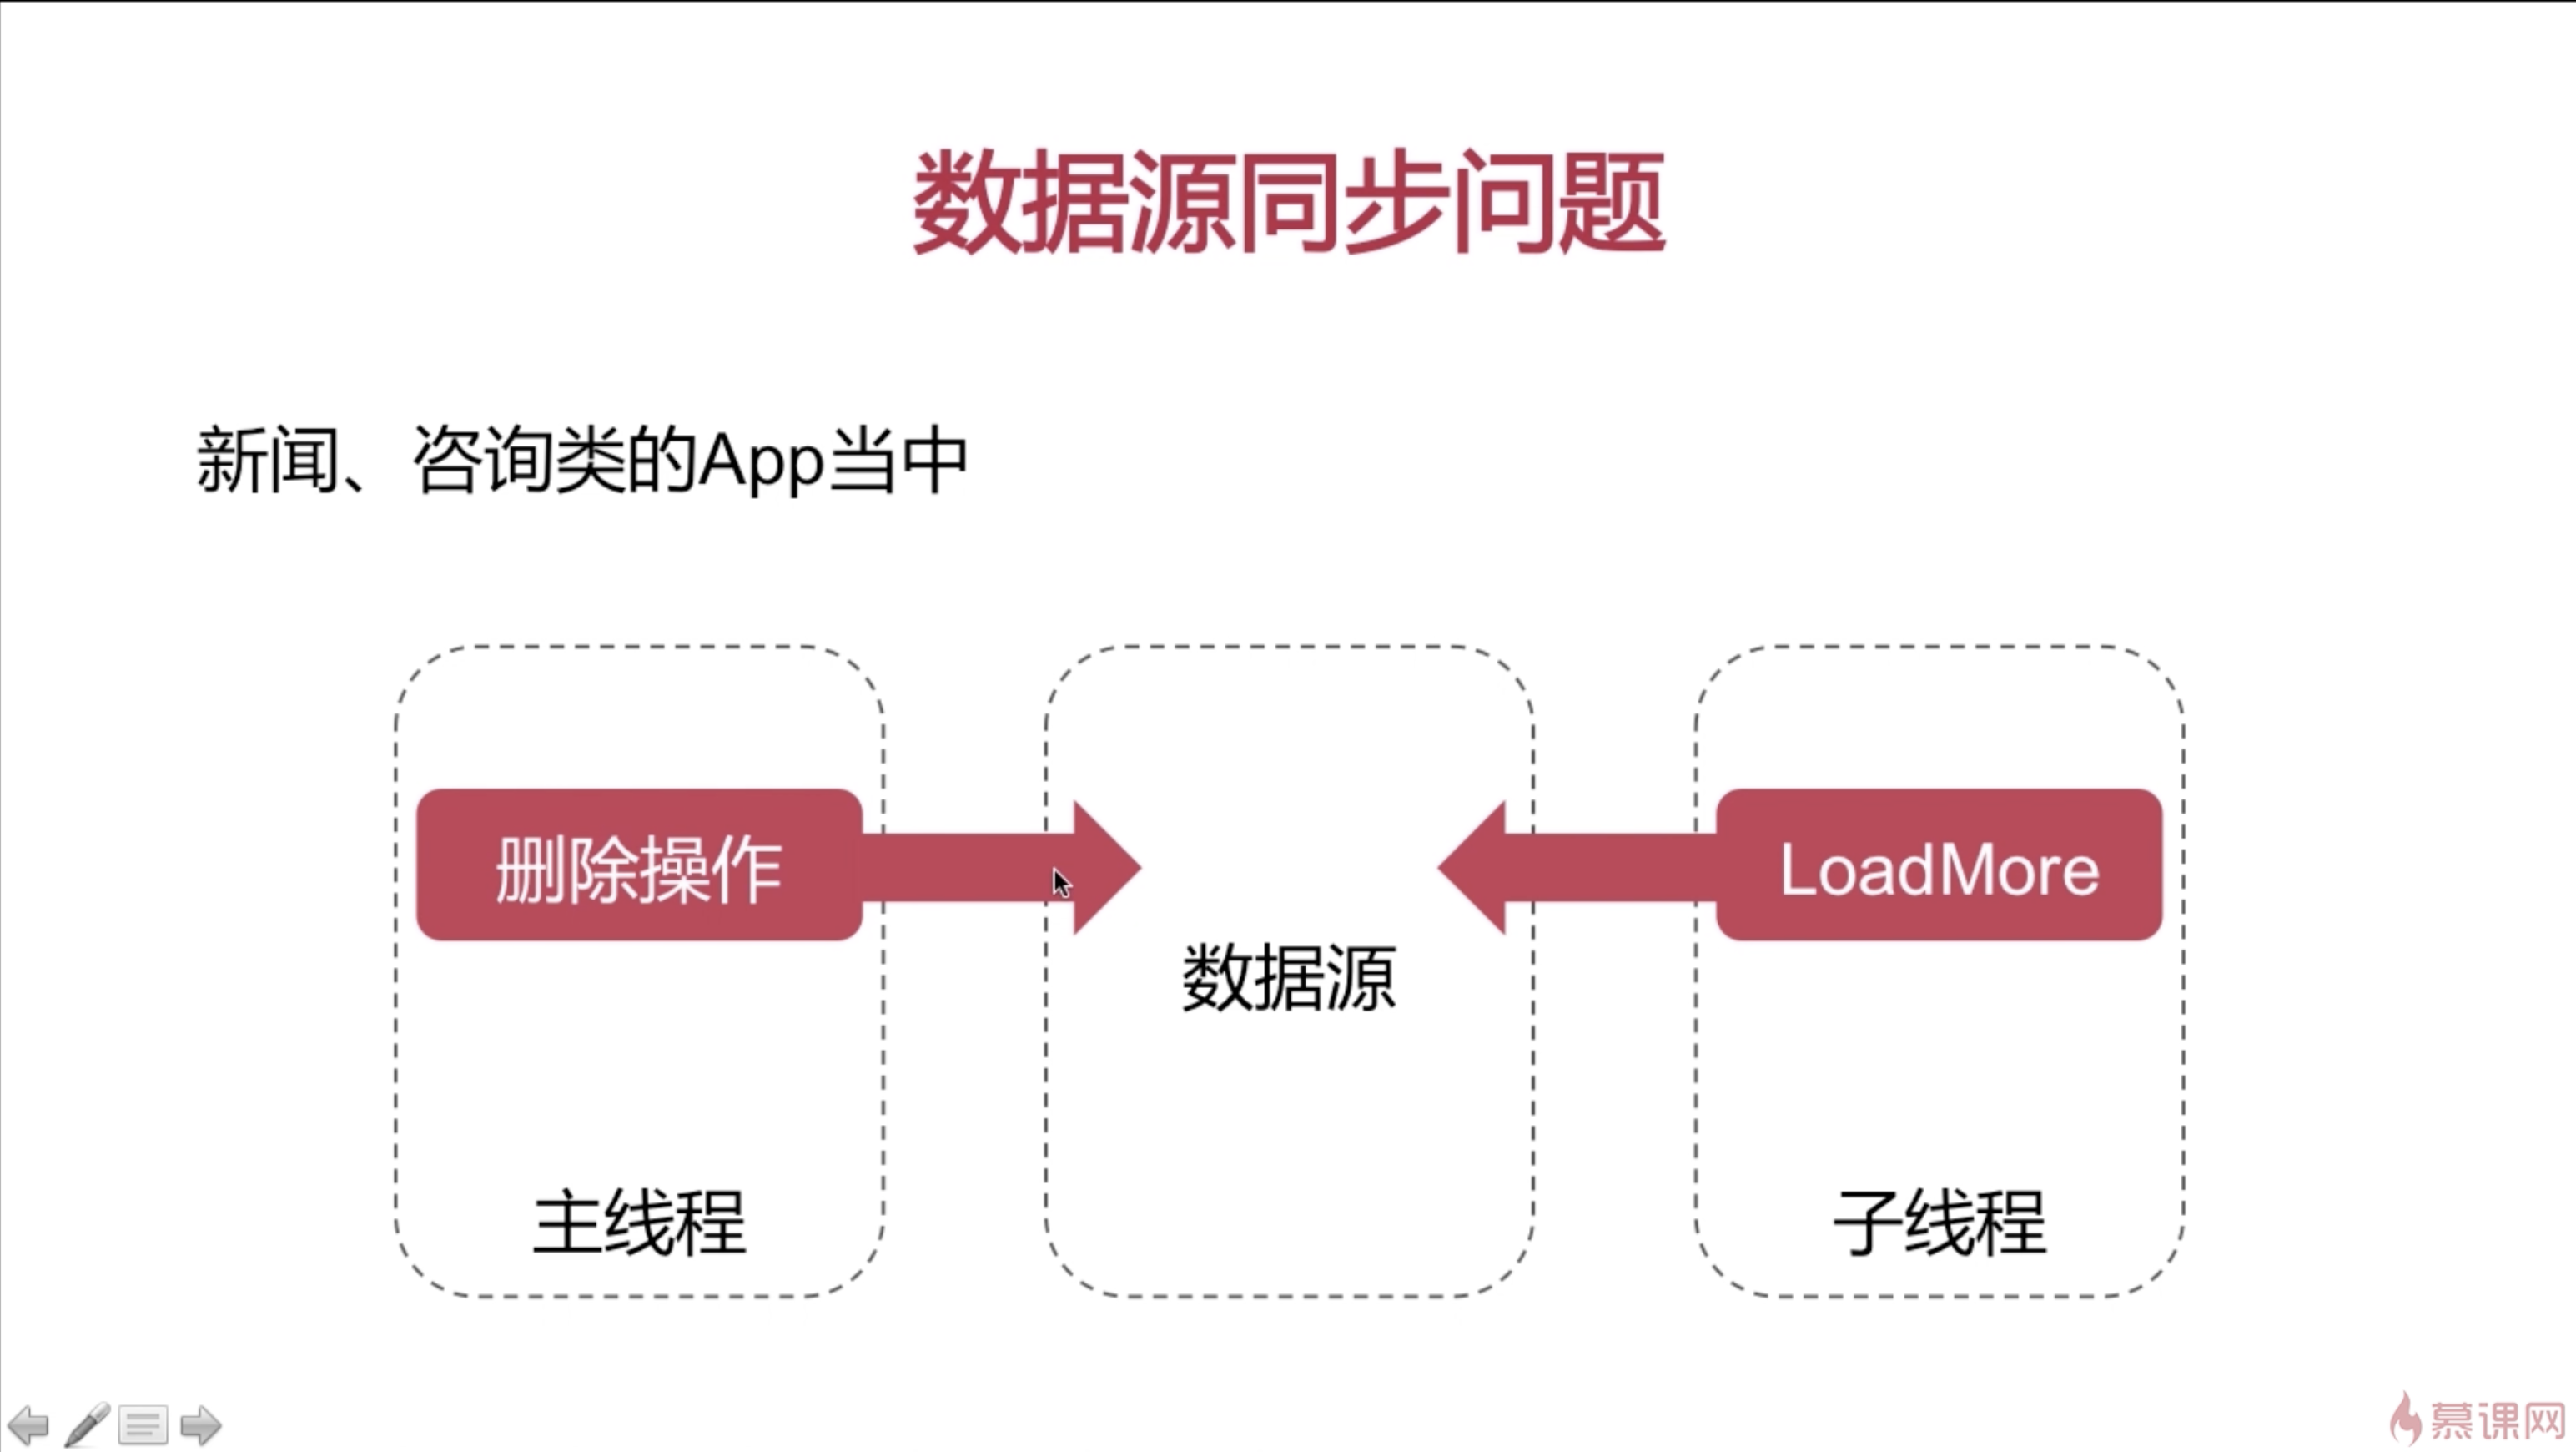 数据源同步问题
新闻、咨询类的App当中
删除操作
LoadMore
数据源
主线程
子线程
慕课网